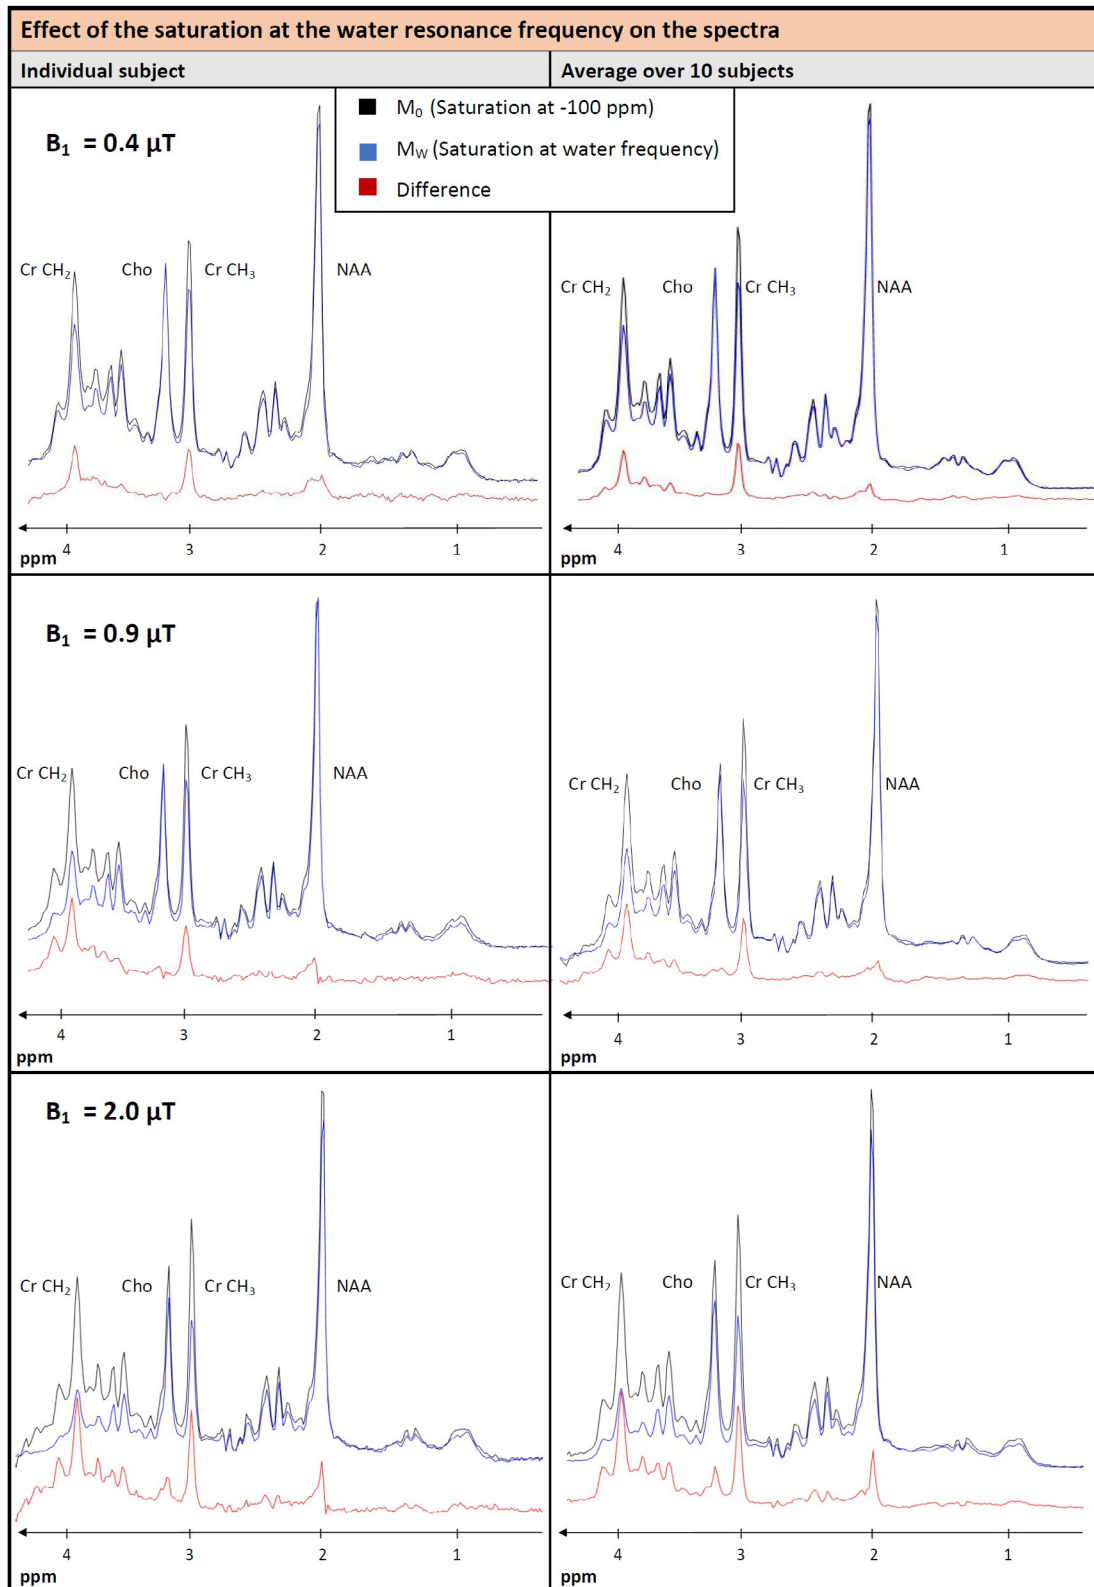 Effect of the saturation at the water resonance frequency on the spectra
Individual subject
Average over 10 subjects
M₀ (Saturation at -100 ppm)
M_W (Saturation at water frequency)
Difference
B₁ = 0.4 µT
Cr CH₂
Cho
Cr CH₃
NAA
4 3 2 1
ppm
Cr CH₂
Cho
Cr CH₃
NAA
4 3 2 1
ppm
B₁ = 0.9 µT
Cr CH₂
Cho
Cr CH₃
NAA
4 3 2 1
ppm
Cr CH₂
Cho
Cr CH₃
NAA
4 3 2 1
ppm
B₁ = 2.0 µT
Cr CH₂
Cho
Cr CH₃
NAA
4 3 2 1
ppm
Cr CH₂
Cho
Cr CH₃
NAA
4 3 2 1
ppm